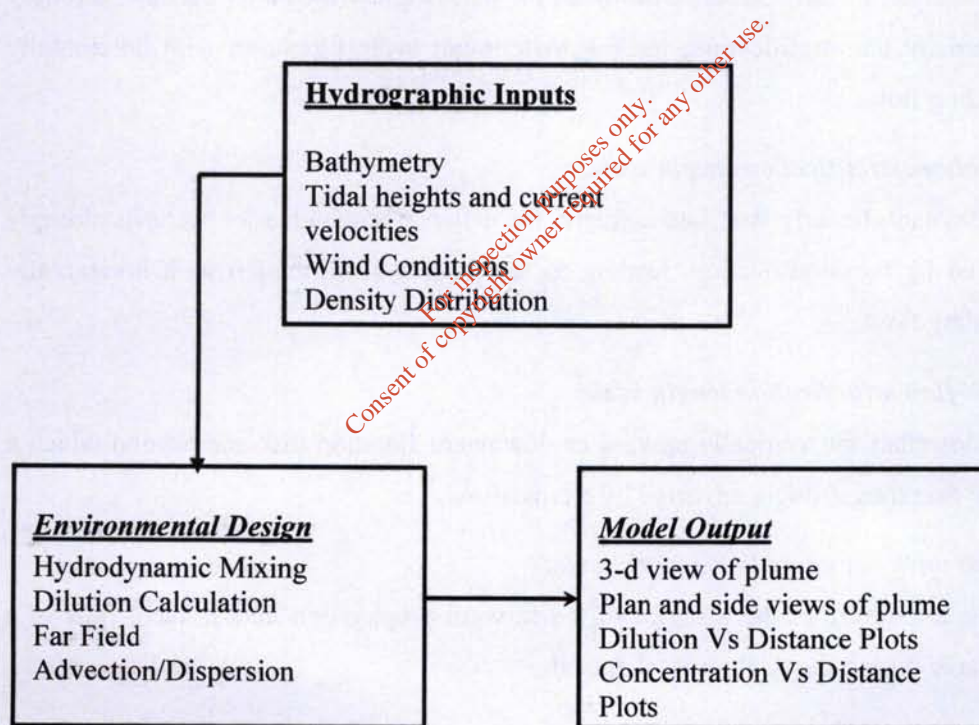 Hydrographic Inputs
Bathymetry
Tidal heights and current
velocities
Wind Conditions
Density Distribution
For inspection purposes only.
Consent of copyright owner required for any other use.
Environmental Design
Hydrodynamic Mixing
Dilution Calculation
Far Field
Advection/Dispersion
Model Output
3-d view of plume
Plan and side views of plume
Dilution Vs Distance Plots
Concentration Vs Distance
Plots